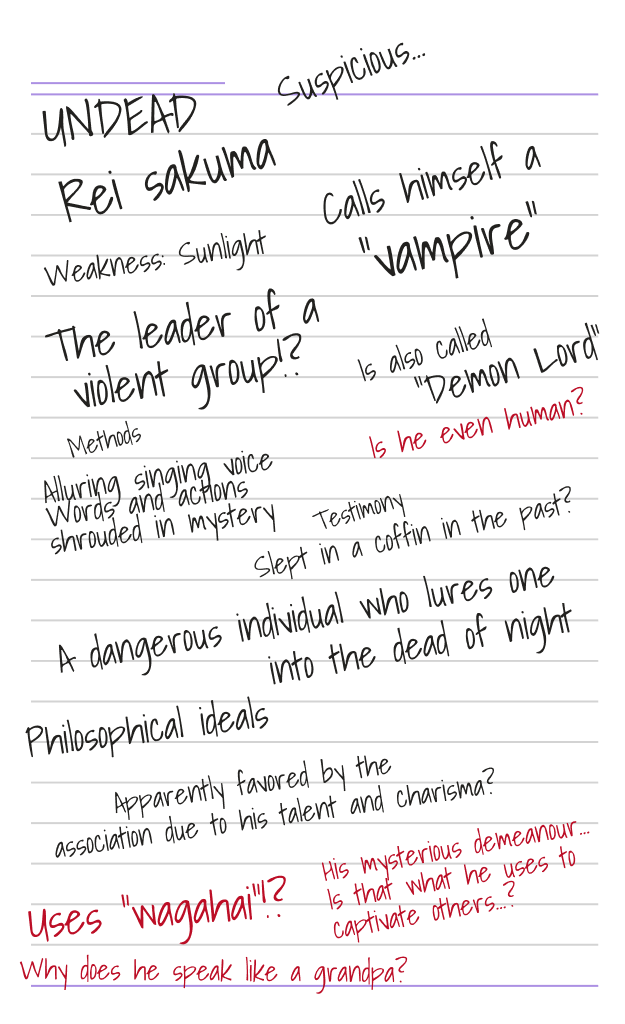 Suspicious...
UNDEAD
Rei sakuma
Calls himself a
"vampire"
Weakness: Sunlight
The leader of a
violent group!?
Is also called
"Demon Lord"
Is he even human?
Methods
Alluring singing voice
Words and actions
shrouded in mystery
Testimony
Slept in a coffin in the past?
A dangerous individual who lures one
into the dead of night
Philosophical ideals
Apparently favored by the
association due to his talent and charisma?
His mysterious demeanour...
Is that what he uses to
captivate others...?
Uses "wagahai"!?
Why does he speak like a grandpa?